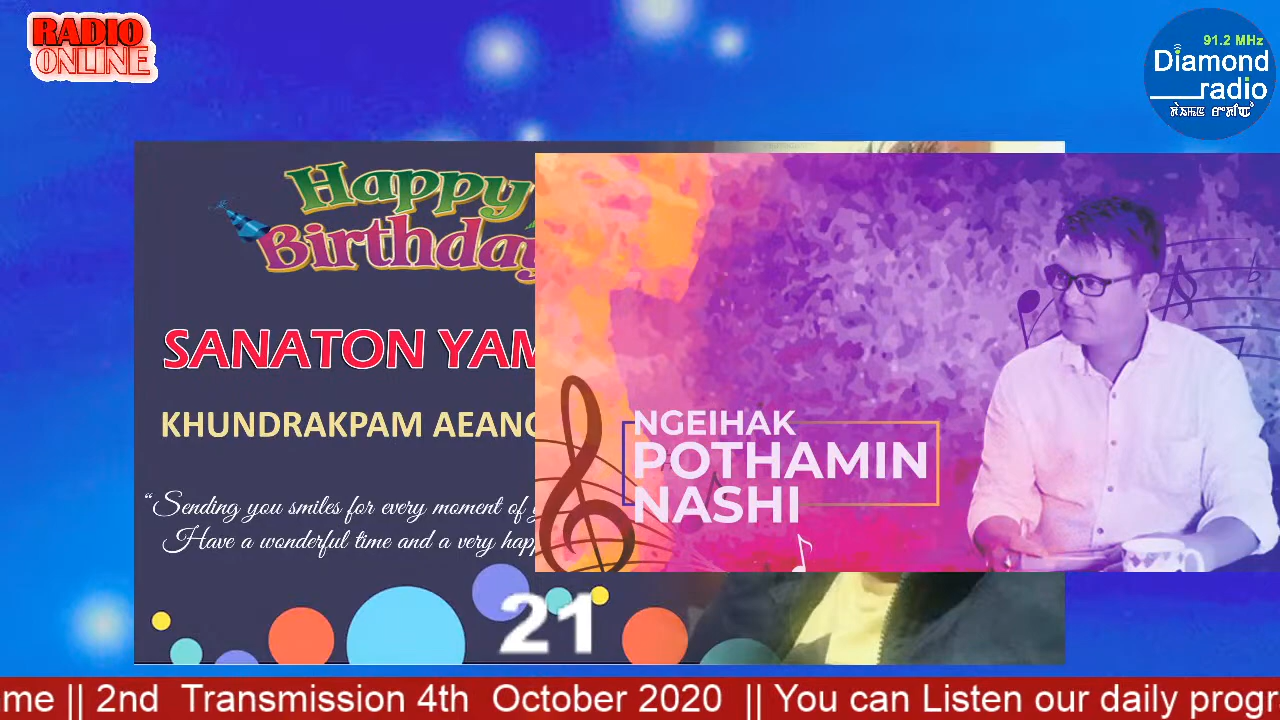 RADIO
ONLINE
91.2 MHz
Diamond
radio
Happy
Birthday
SANATON YAM
KHUNDRAKPAM AEANG
“Sending you smiles for every moment of
Have a wonderful time and a very happ
NGEIHAK
POTHAMIN
NASHI
21
me || 2nd Transmission 4th October 2020 || You can Listen our daily progr